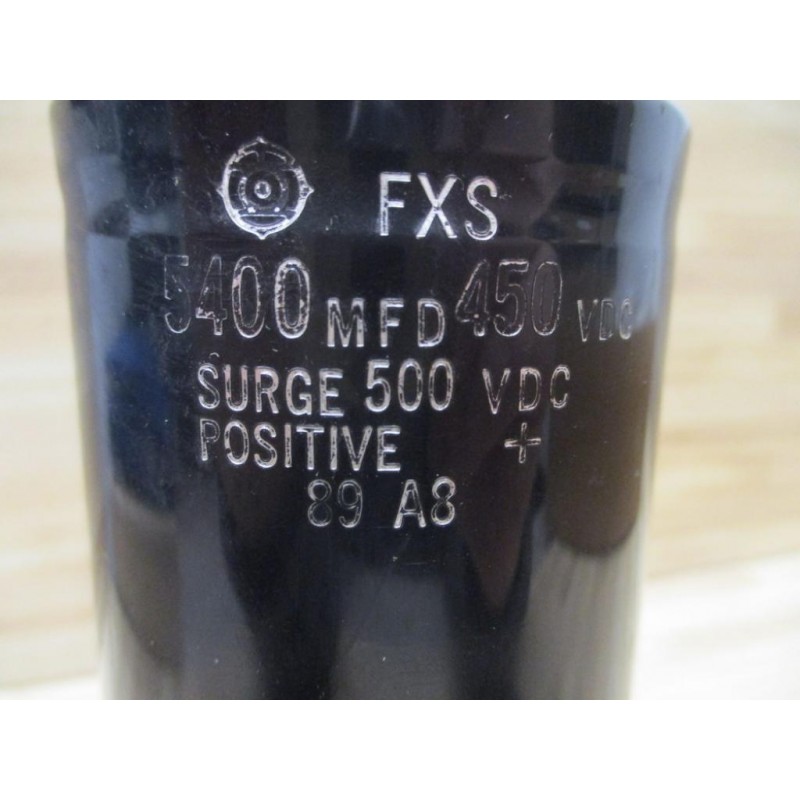 FXS
5400 MFD 450 VDC
SURGE 500 VDC
POSITIVE +
89 A8